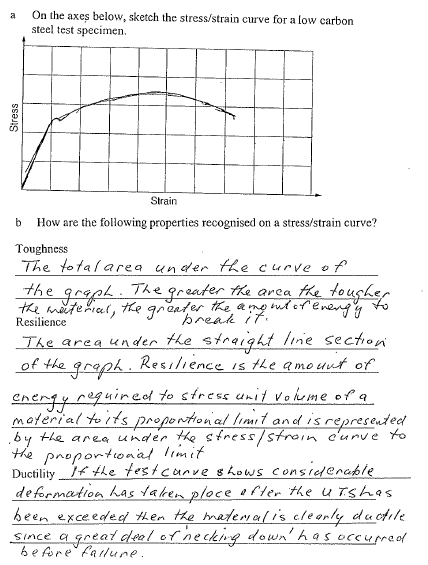 a On the axes below, sketch the stress/strain curve for a low carbon
steel test specimen.
Stress
Strain
b How are the following properties recognised on a stress/strain curve?
Toughness
The total area under the curve of
the graph. The greater the area the tougher
the material, the greater the amount of energy to
break it.
Resilience
The area under the straight line section
of the graph. Resilience is the amount of
energy required to stress unit volume of a
material to its proportional limit and is represented
by the area under the stress/strain curve to
the proportional limit
Ductility If the test curve shows considerable
deformation has taken place after the UTS has
been exceeded then the material is clearly ductile
since a great deal of 'necking down' has occurred
before failure.